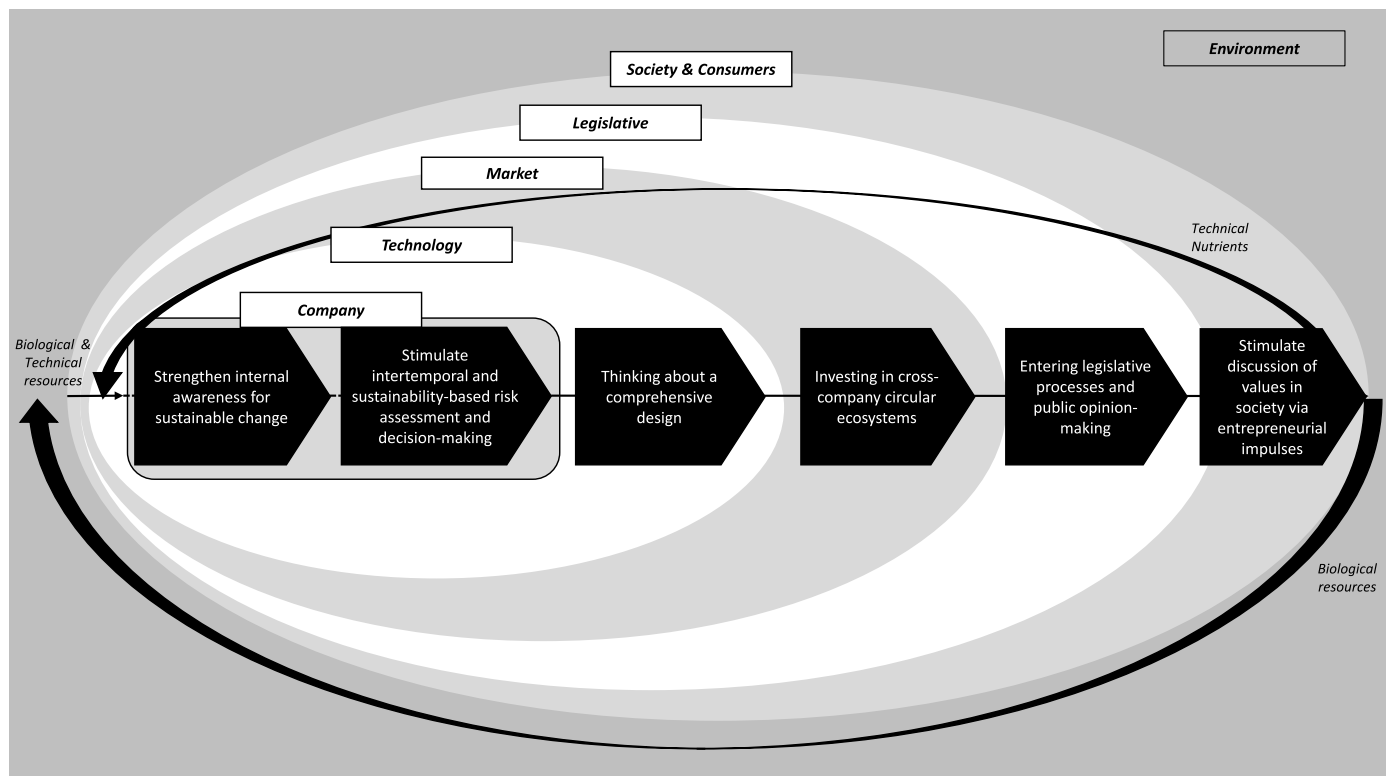 Environment
Society & Consumers
Legislative
Market
Technology
Company
Technical
Nutrients
Biological &
Technical
resources
Strengthen internal
awareness for
sustainable change
Stimulate
intertemporal and
sustainability-based risk
assessment and
decision-making
Thinking about a
comprehensive
design
Investing in cross-
company circular
ecosystems
Entering legislative
processes and
public opinion-
making
Stimulate
discussion of
values in
society via
entrepreneurial
impulses
Biological
resources